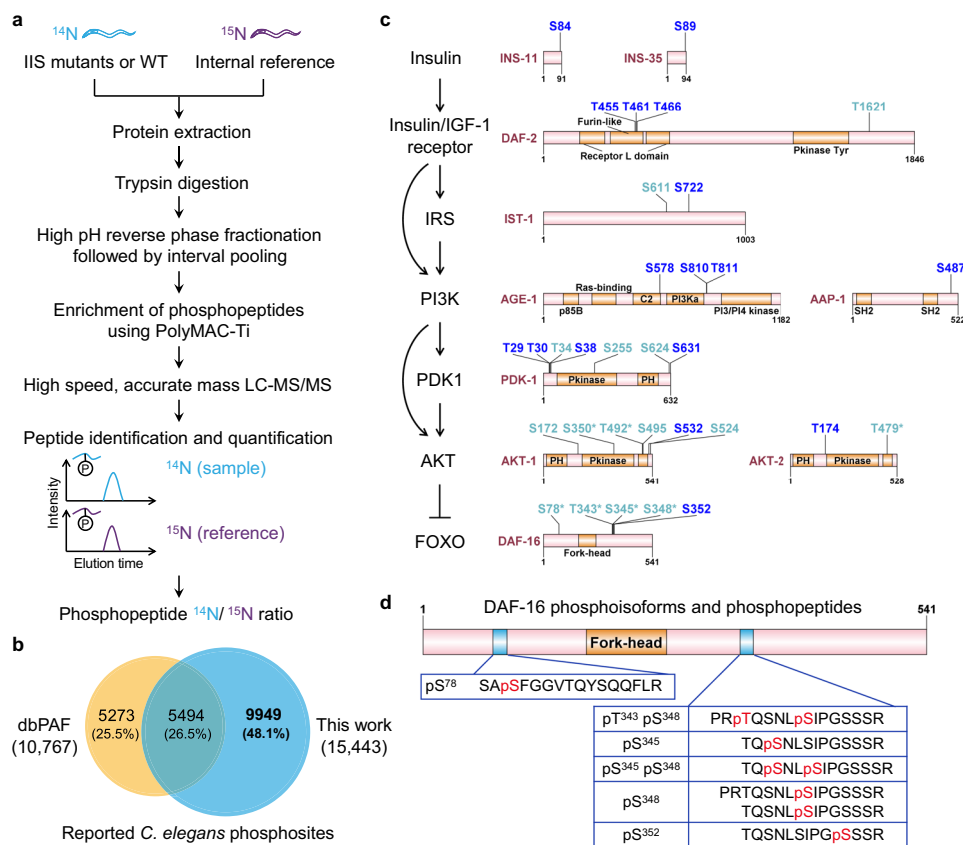 a
¹⁴N
¹⁵N
IIS mutants or WT
Internal reference
Protein extraction
Trypsin digestion
High pH reverse phase fractionation
followed by interval pooling
Enrichment of phosphopeptides
using PolyMAC-Ti
High speed, accurate mass LC-MS/MS
Peptide identification and quantification
P
¹⁴N (sample)
Intensity
P
¹⁵N (reference)
Elution time
Phosphopeptide ¹⁴N/ ¹⁵N ratio
b
dbPAF
(10,767)
5273
(25.5%)
5494
(26.5%)
9949
(48.1%)
This work
(15,443)
Reported C. elegans phosphosites
c
Insulin
Insulin/IGF-1
receptor
IRS
PI3K
PDK1
AKT
FOXO
S84
INS-11
1 91
S89
INS-35
1 94
T455 T461 T466
T1621
Furin-like
DAF-2
Receptor L domain
Pkinase Tyr
1 1846
S611 S722
IST-1
1 1003
S578 S810 T811
Ras-binding
AGE-1
C2 PI3Ka
p85B
PI3/PI4 kinase
1 1182
S487
AAP-1
SH2 SH2
1 522
T29 T30 T34 S38 S255 S624 S631
PDK-1
Pkinase PH
1 632
S172 S350* T492* S495 S532 S524
AKT-1
PH Pkinase
1 541
T174 T479*
AKT-2
PH Pkinase
1 528
S78* T343* S345* S348* S352
DAF-16
Fork-head
1 541
d
DAF-16 phosphoisoforms and phosphopeptides
1 541
Fork-head
pS⁷⁸ SApSFGGVTQYSQQFLR
pT³⁴³ pS³⁴⁸ PRpTQSNLpSIPGSSSR
pS³⁴⁵ TQpSNLSIPGSSSR
pS³⁴⁵ pS³⁴⁸ TQpSNLpSIPGSSSR
pS³⁴⁸ PRTQSNLpSIPGSSSR
TQSNLpSIPGSSSR
pS³⁵² TQSNLSIPGpSSSR